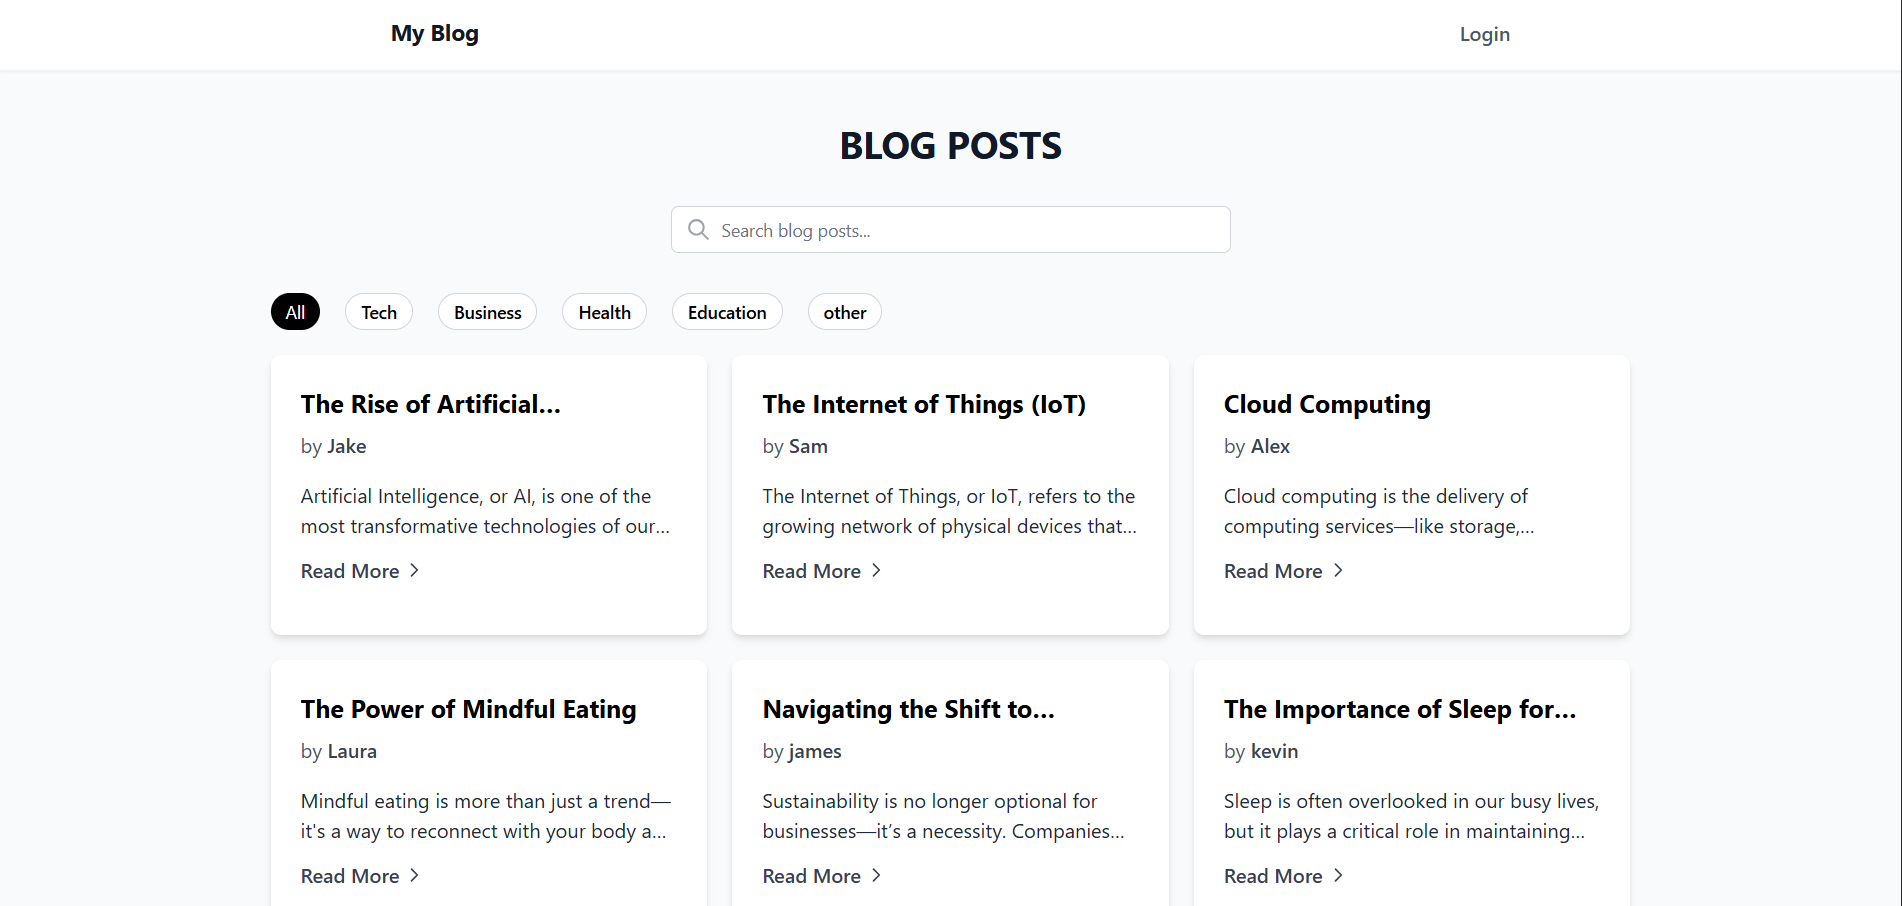 My Blog
Login
BLOG POSTS
Search blog posts...
All
Tech
Business
Health
Education
other
The Rise of Artificial...
by Jake
Artificial Intelligence, or AI, is one of the
most transformative technologies of our...
Read More
The Internet of Things (IoT)
by Sam
The Internet of Things, or IoT, refers to the
growing network of physical devices that...
Read More
Cloud Computing
by Alex
Cloud computing is the delivery of
computing services—like storage,...
Read More
The Power of Mindful Eating
by Laura
Mindful eating is more than just a trend—
it's a way to reconnect with your body a...
Read More
Navigating the Shift to...
by james
Sustainability is no longer optional for
businesses—it’s a necessity. Companies...
Read More
The Importance of Sleep for...
by kevin
Sleep is often overlooked in our busy lives,
but it plays a critical role in maintaining...
Read More